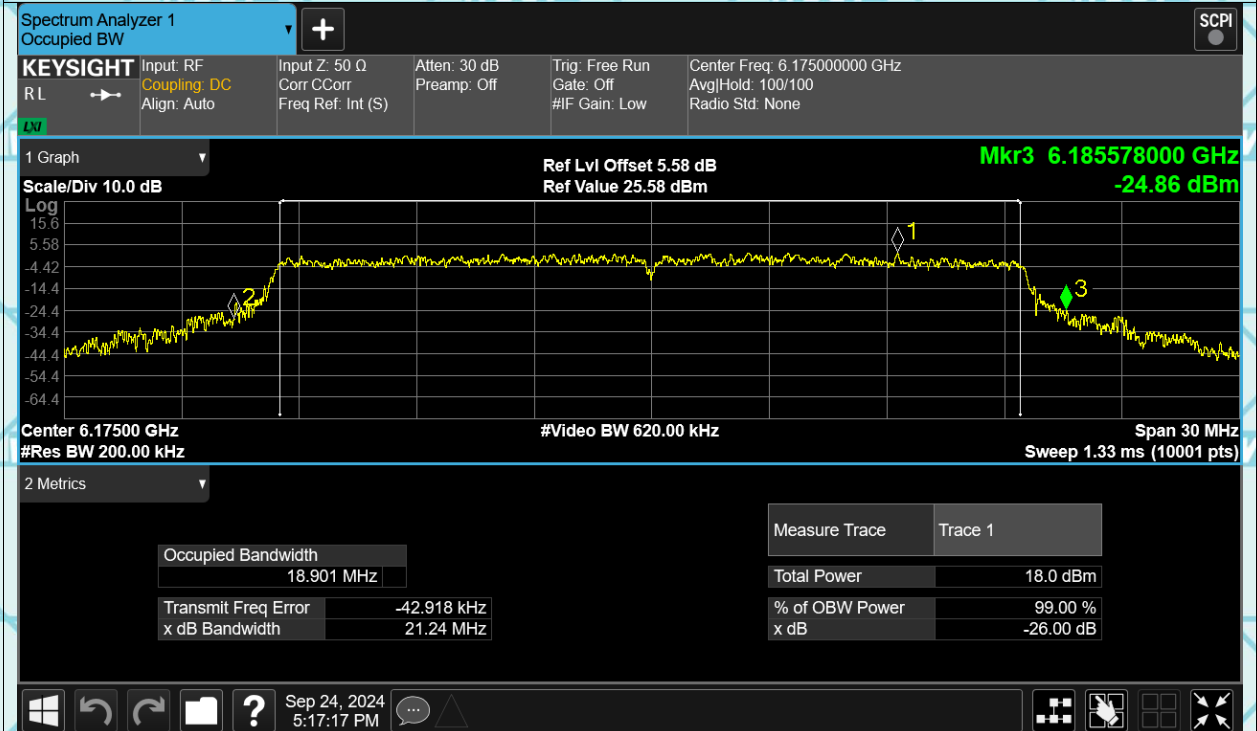 Spectrum Analyzer 1
Occupied BW
SCPI
KEYSIGHT
R L
LXI
Input: RF
Coupling: DC
Align: Auto
Input Z: 50 Ω
Corr CCorr
Freq Ref: Int (S)
Atten: 30 dB
Preamp: Off
Trig: Free Run
Gate: Off
#IF Gain: Low
Center Freq: 6.175000000 GHz
Avg|Hold: 100/100
Radio Std: None
1 Graph
Scale/Div 10.0 dB
Ref Lvl Offset 5.58 dB
Ref Value 25.58 dBm
Mkr3 6.185578000 GHz
-24.86 dBm
Log
15.6
5.58
-4.42
-14.4
-24.4
-34.4
-44.4
-54.4
-64.4
1
2
3
Center 6.17500 GHz
#Video BW 620.00 kHz
Span 30 MHz
#Res BW 200.00 kHz
Sweep 1.33 ms (10001 pts)
2 Metrics
Occupied Bandwidth
18.901 MHz
Transmit Freq Error -42.918 kHz
x dB Bandwidth 21.24 MHz
Measure Trace Trace 1
Total Power 18.0 dBm
% of OBW Power 99.00 %
x dB -26.00 dB
?
Sep 24, 2024
5:17:17 PM